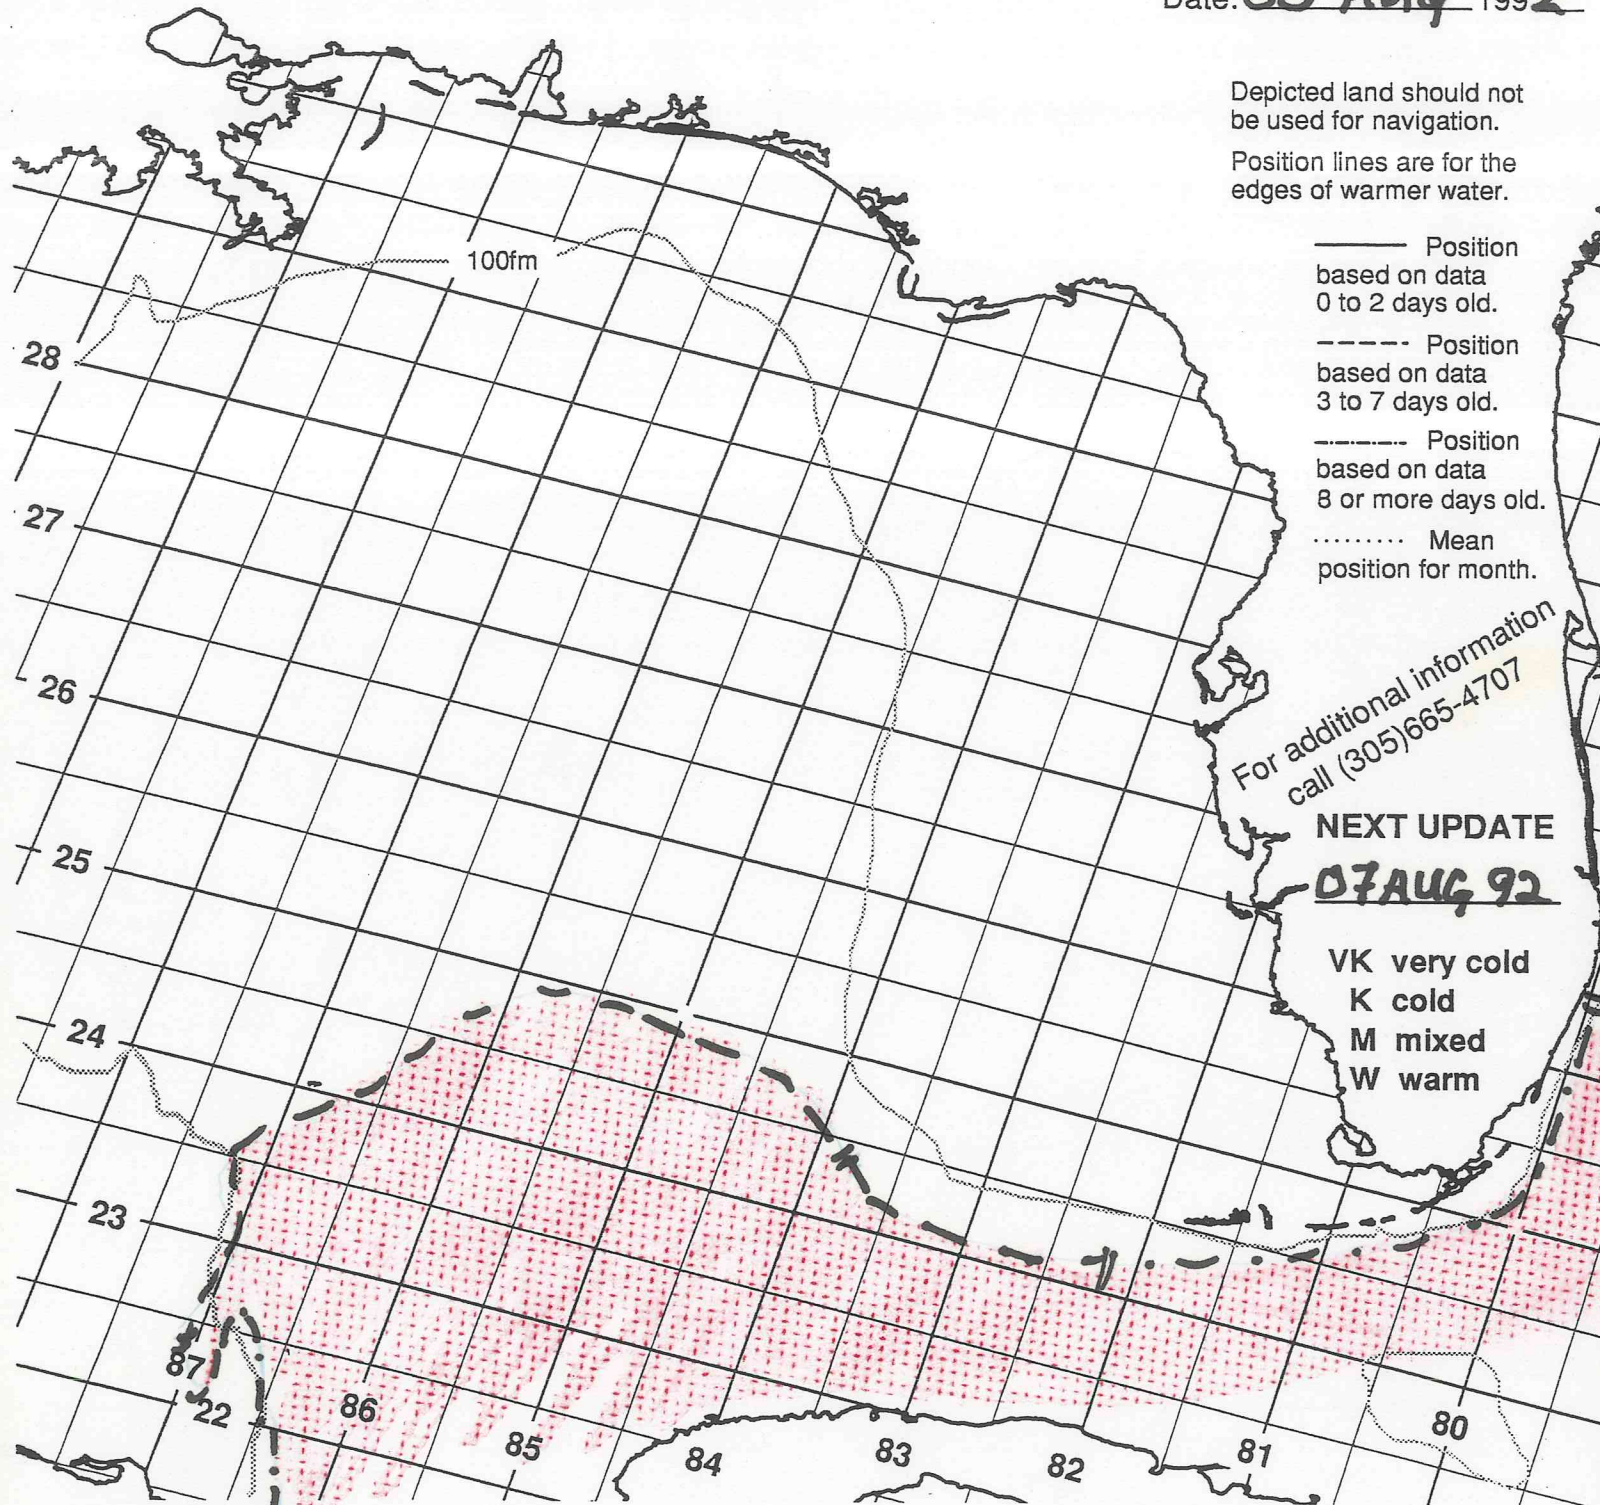 Date: AUG 1992
Depicted land should not
be used for navigation.
Position lines are for the
edges of warmer water.
Position
based on data
0 to 2 days old.
Position
based on data
3 to 7 days old.
Position
based on data
8 or more days old.
Mean
position for month.
For additional information
call (305)665-4707
NEXT UPDATE
07 AUG 92
VK very cold
K cold
M mixed
W warm
100fm
28
27
26
25
24
23
22
87
86
85
84
83
82
81
80